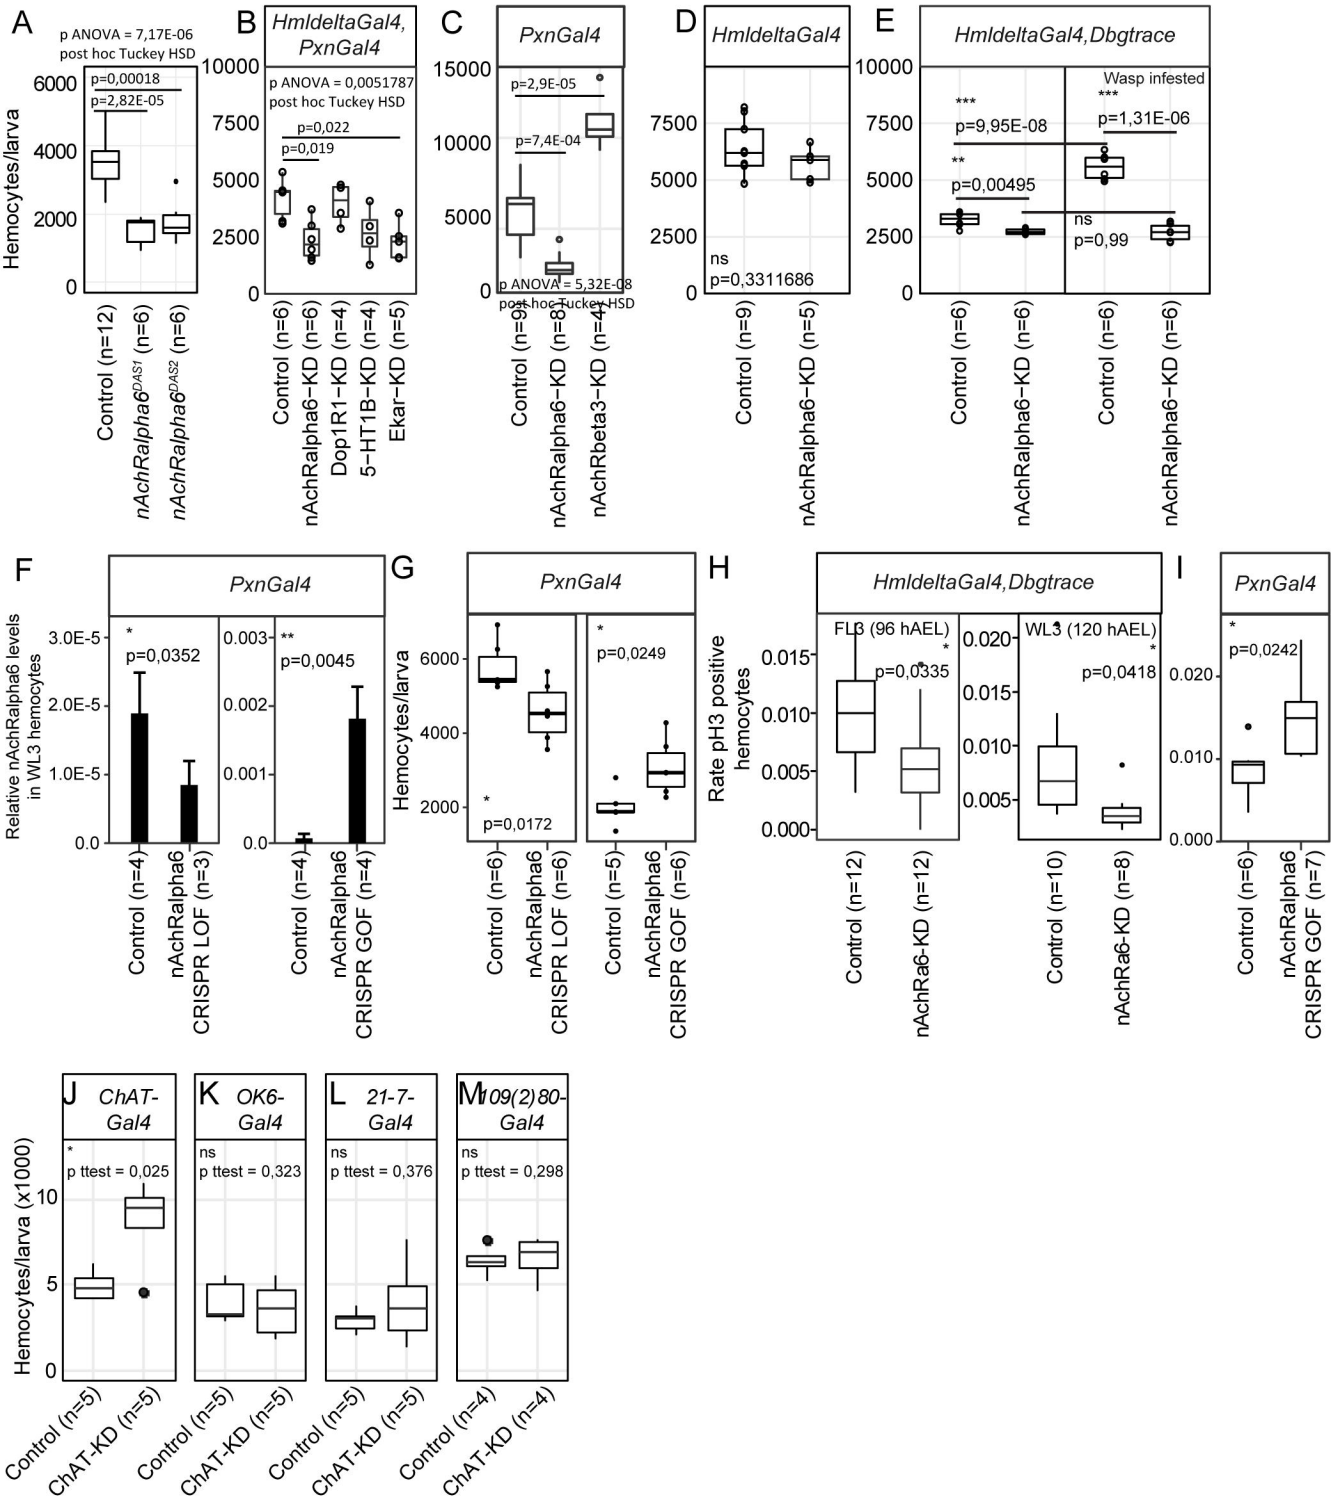 A
p ANOVA = 7,17E-06
post hoc Tuckey HSD
p=0,00018
p=2,82E-05
Hemocytes/larva
6000
4000
2000
0
Control (n=12)
nAchRalpha6DAS1 (n=6)
nAchRalpha6DAS2 (n=6)
B
HmldeltaGal4,
PxnGal4
p ANOVA = 0,0051787
post hoc Tuckey HSD
p=0,022
p=0,019
10000
7500
5000
2500
0
Control (n=6)
nAchRalpha6−KD (n=6)
Dop1R1−KD (n=4)
5−HT1B−KD (n=4)
Ekar−KD (n=5)
C
PxnGal4
p=2,9E-05
p=7,4E-04
15000
10000
5000
0
p ANOVA = 5,32E-08
post hoc Tuckey HSD
Control (n=9)
nAchRalpha6−KD (n=8)
nAchRbeta3−KD (n=4)
D
HmldeltaGal4
7500
5000
2500
0
ns
p=0,3311686
Control (n=9)
nAchRalpha6−KD (n=5)
E
HmldeltaGal4,Dbgtrace
Wasp infested
***
p=9,95E-08
***
p=1,31E-06
**
p=0,00495
ns
p=0,99
10000
7500
5000
2500
0
Control (n=6)
nAchRalpha6−KD (n=6)
Control (n=6)
nAchRalpha6−KD (n=6)
F
PxnGal4
Relative nAchRalpha6 levels
in WL3 hemocytes
3.0E-5
2.0E-5
1.0E-5
0.0
*
p=0,0352
Control (n=4)
nAchRalpha6
CRISPR LOF (n=3)
0.003
0.002
0.001
0.0
**
p=0,0045
Control (n=4)
nAchRalpha6
CRISPR GOF (n=4)
G
PxnGal4
Hemocytes/larva
6000
4000
2000
*
p=0,0172
Control (n=6)
nAchRalpha6
CRISPR LOF (n=6)
*
p=0,0249
Control (n=5)
nAchRalpha6
CRISPR GOF (n=6)
H
HmldeltaGal4,Dbgtrace
Rate pH3 positive
hemocytes
FL3 (96 hAEL)
*
p=0,0335
0.015
0.010
0.005
0.000
Control (n=12)
nAchRa6-KD (n=12)
WL3 (120 hAEL)
*
p=0,0418
0.020
0.015
0.010
0.005
Control (n=10)
nAchRa6-KD (n=8)
I
PxnGal4
*
p=0,0242
0.020
0.010
0.000
Control (n=6)
nAchRalpha6
CRISPR GOF (n=7)
J
ChAT-
Gal4
*
p ttest = 0,025
Hemocytes/larva (x1000)
10
5
0
Control (n=5)
ChAT-KD (n=5)
K
OK6-
Gal4
ns
p ttest = 0,323
Control (n=5)
ChAT-KD (n=5)
L
21-7-
Gal4
ns
p ttest = 0,376
Control (n=5)
ChAT-KD (n=5)
M
109(2)80-
Gal4
ns
p ttest = 0,298
Control (n=4)
ChAT-KD (n=4)